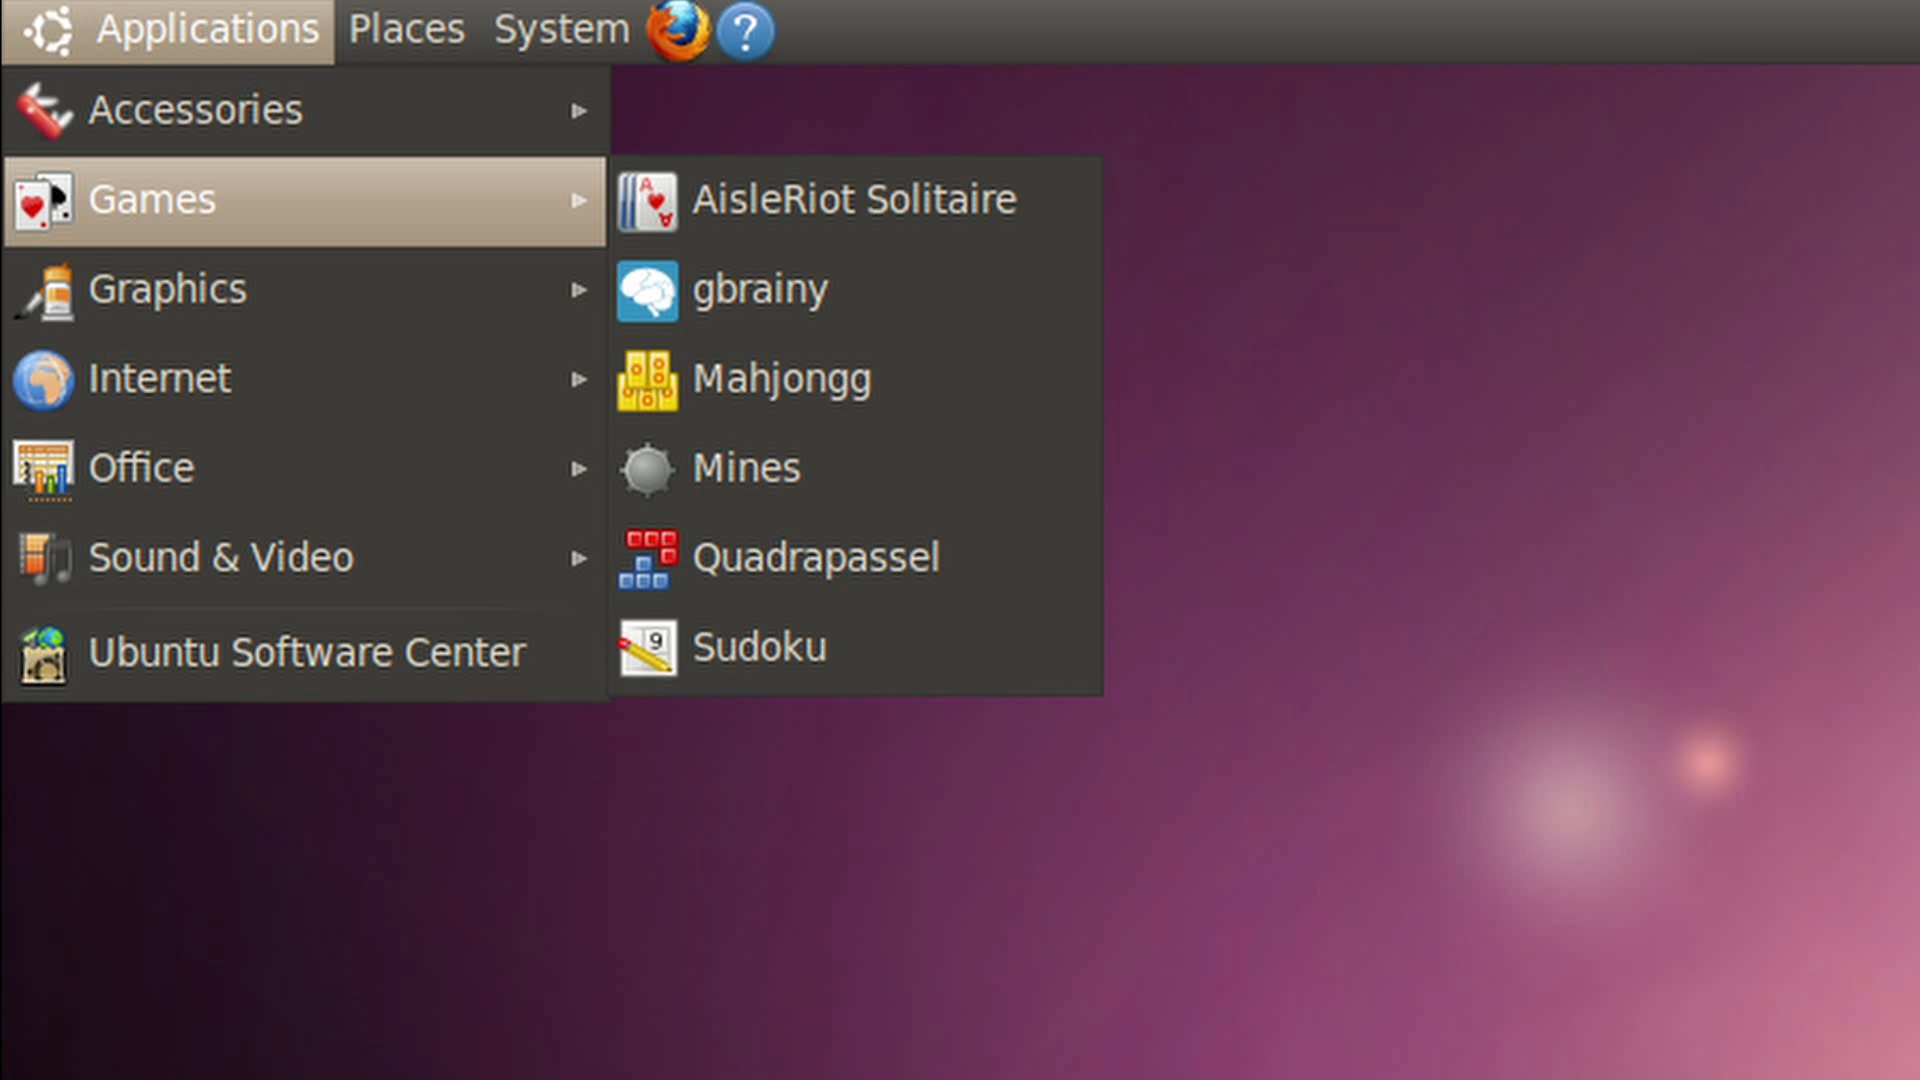 Applications Places System
Accessories
Games
Graphics
Internet
Office
Sound & Video
Ubuntu Software Center
AisleRiot Solitaire
gbrainy
Mahjongg
Mines
Quadrapassel
Sudoku